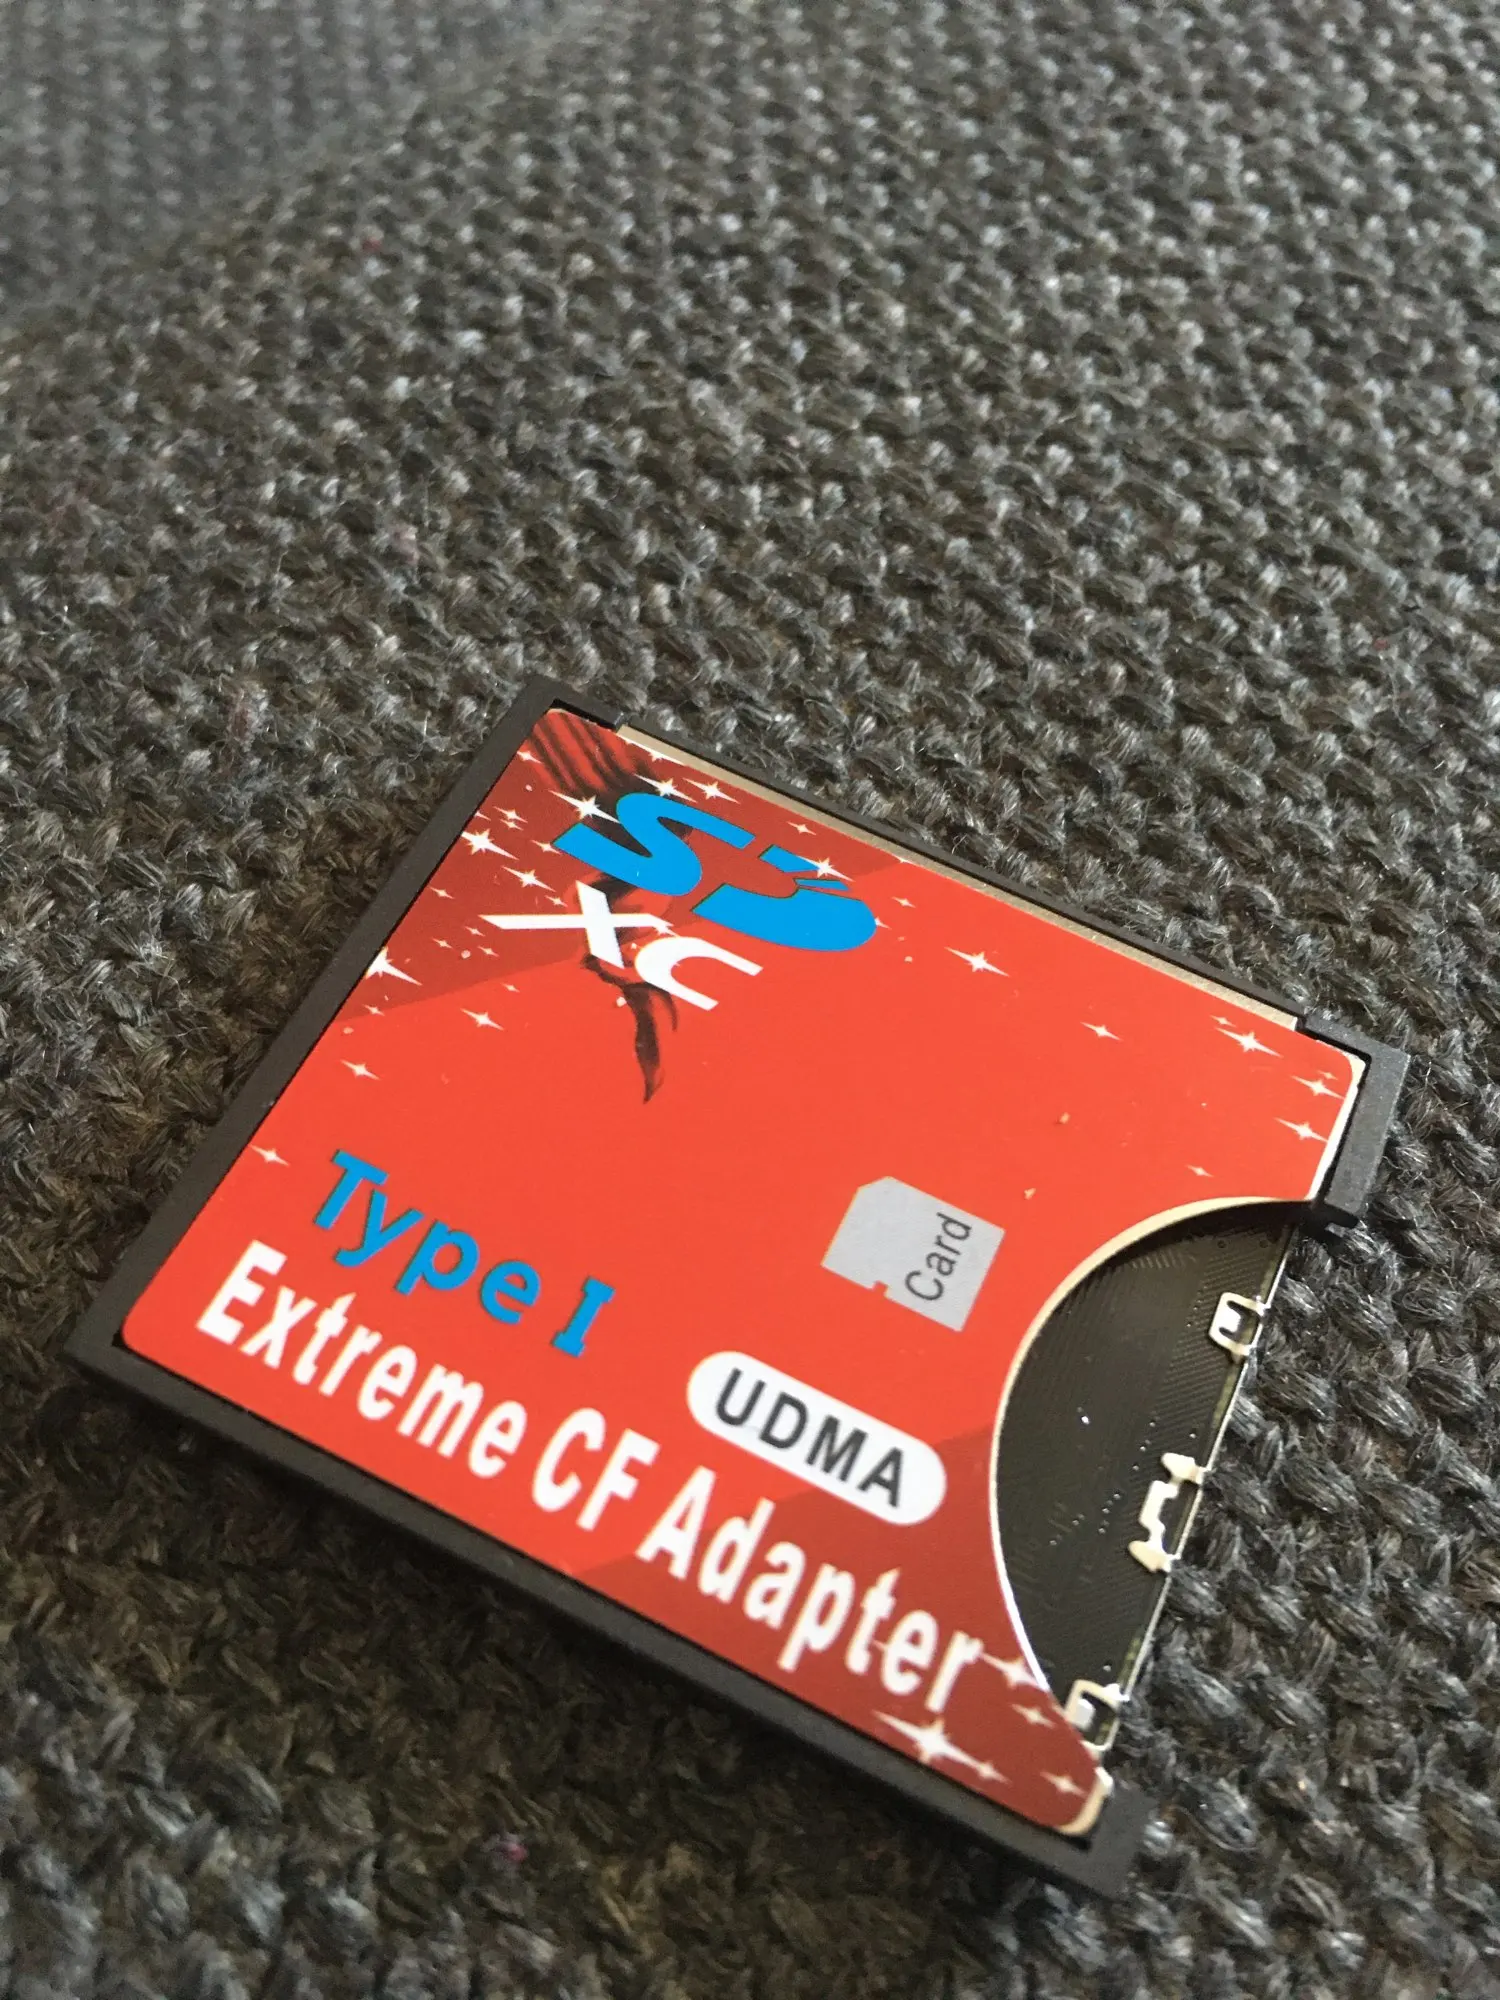 SD
XC
Type I
Extreme CF Adapter
UDMA
Card